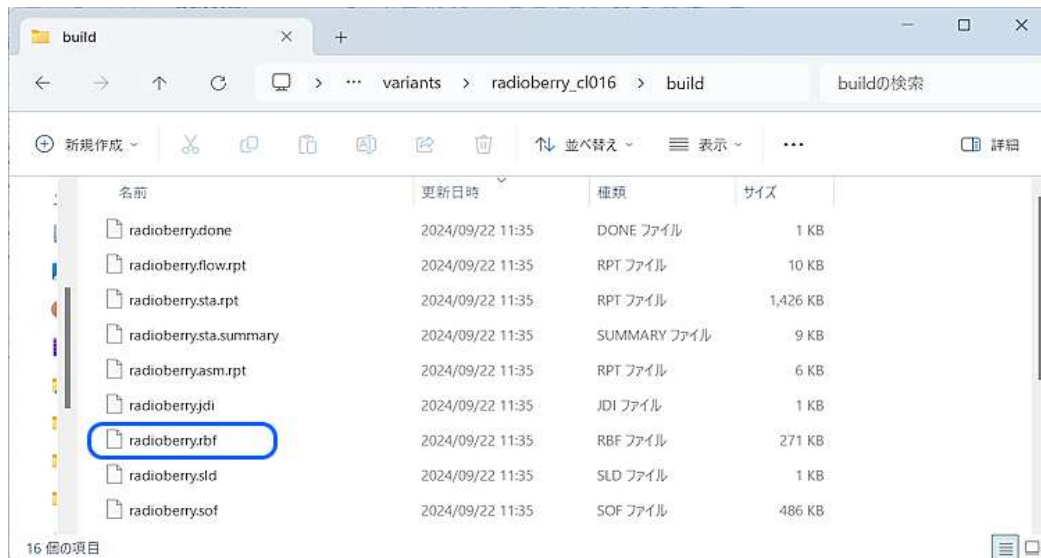 build
… variants > radioberry_cl016 > build buildの検索
新規作成 並べ替え 表示 … 詳細
名前 更新日時 種類 サイズ
radioberry.done 2024/09/22 11:35 DONE ファイル 1 KB
radioberry.flow.rpt 2024/09/22 11:35 RPT ファイル 10 KB
radioberry.sta.rpt 2024/09/22 11:35 RPT ファイル 1,426 KB
radioberry.sta.summary 2024/09/22 11:35 SUMMARY ファイル 9 KB
radioberry.asm.rpt 2024/09/22 11:35 RPT ファイル 6 KB
radioberry.jdi 2024/09/22 11:35 JDI ファイル 1 KB
radioberry.rbf 2024/09/22 11:35 RBF ファイル 271 KB
radioberry.sld 2024/09/22 11:35 SLD ファイル 1 KB
radioberry.sof 2024/09/22 11:35 SOF ファイル 486 KB
16 個の項目